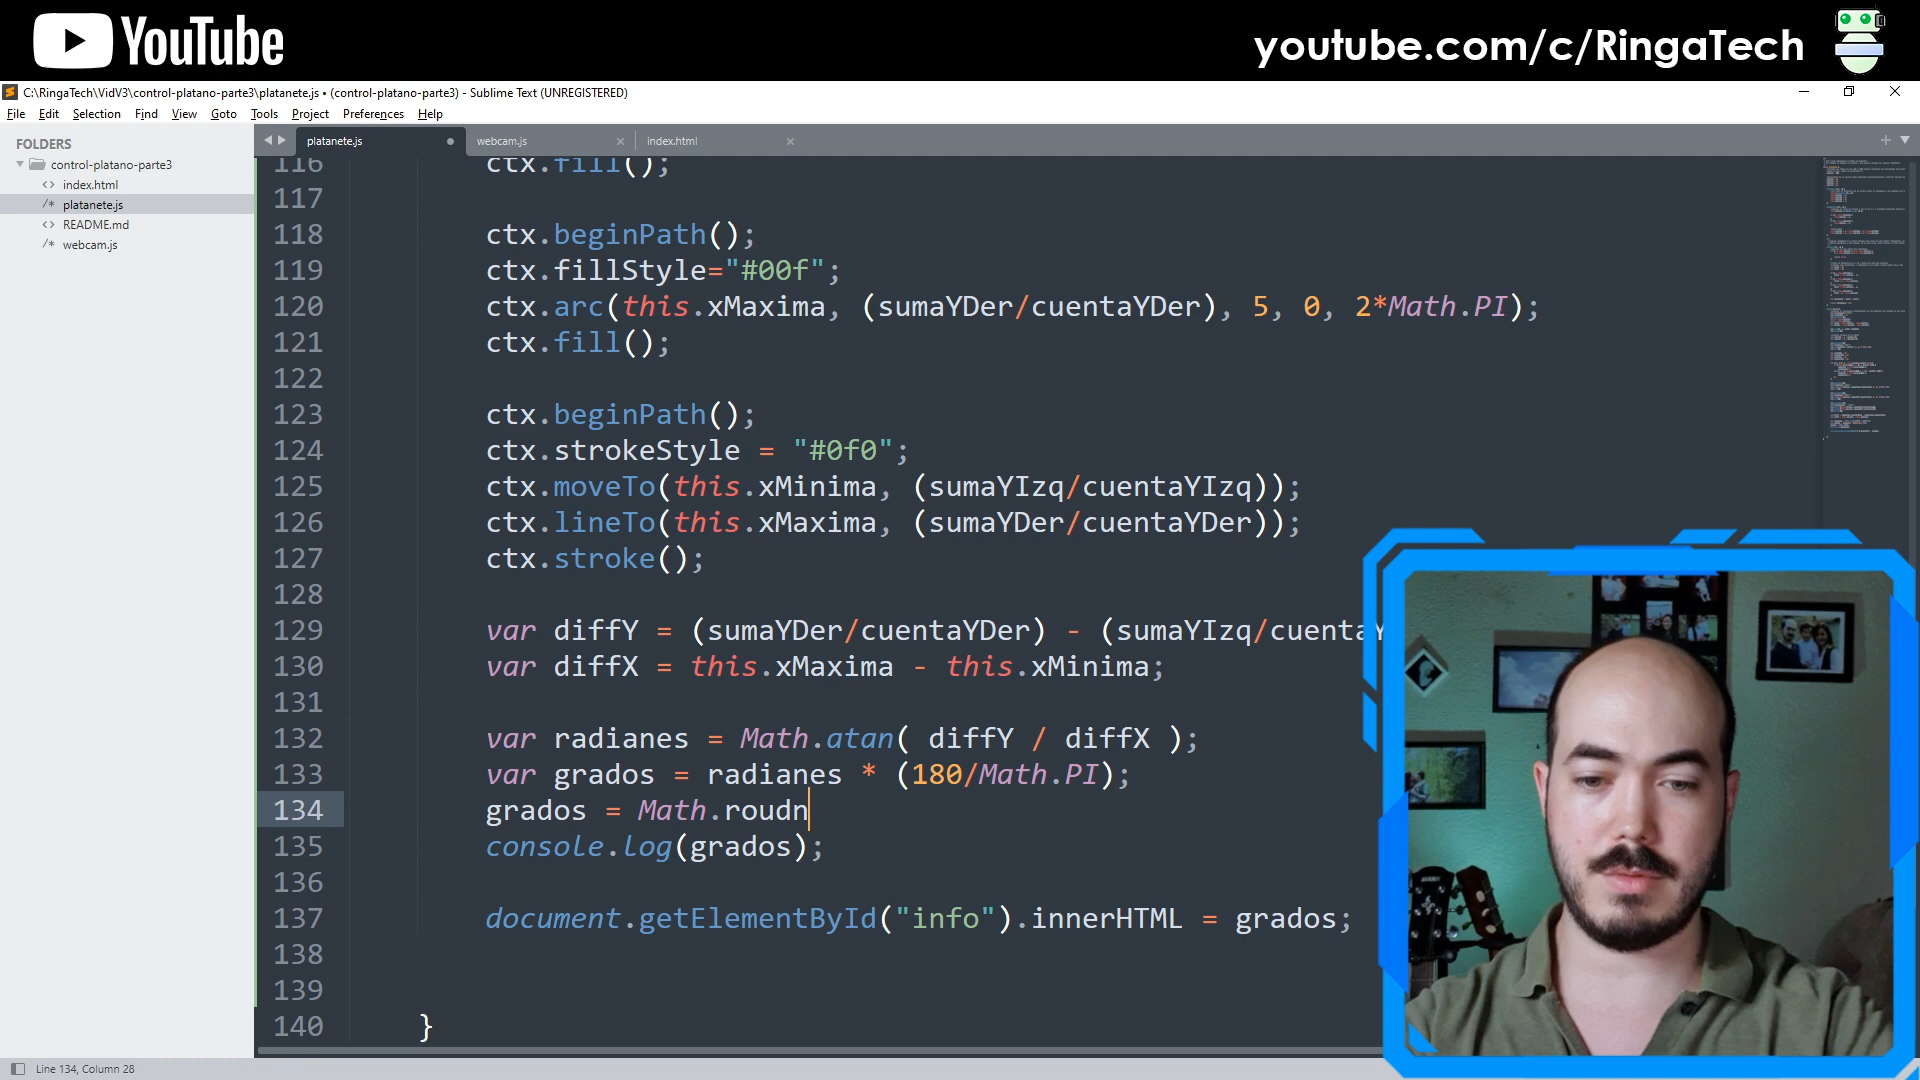 YouTube
youtube.com/c/RingaTech
C:\RingaTech\VidV3\control-platano-parte3\platanete.js • (control-platano-parte3) - Sublime Text (UNREGISTERED)
File Edit Selection Find View Goto Tools Project Preferences Help
FOLDERS
control-platano-parte3
index.html
platanete.js
README.md
webcam.js
platanete.js webcam.js index.html
116 ctx.fill();
117
118 ctx.beginPath();
119 ctx.fillStyle="#00f";
120 ctx.arc(this.xMaxima, (sumaYDer/cuentaYDer), 5, 0, 2*Math.PI);
121 ctx.fill();
122
123 ctx.beginPath();
124 ctx.strokeStyle = "#0f0";
125 ctx.moveTo(this.xMinima, (sumaYIzq/cuentaYIzq));
126 ctx.lineTo(this.xMaxima, (sumaYDer/cuentaYDer));
127 ctx.stroke();
128
129 var diffY = (sumaYDer/cuentaYDer) - (sumaYIzq/cuentaY
130 var diffX = this.xMaxima - this.xMinima;
131
132 var radianes = Math.atan( diffY / diffX );
133 var grados = radianes * (180/Math.PI);
134 grados = Math.roudn
135 console.log(grados);
136
137 document.getElementById("info").innerHTML = grados;
138
139
140 }
Line 134, Column 28